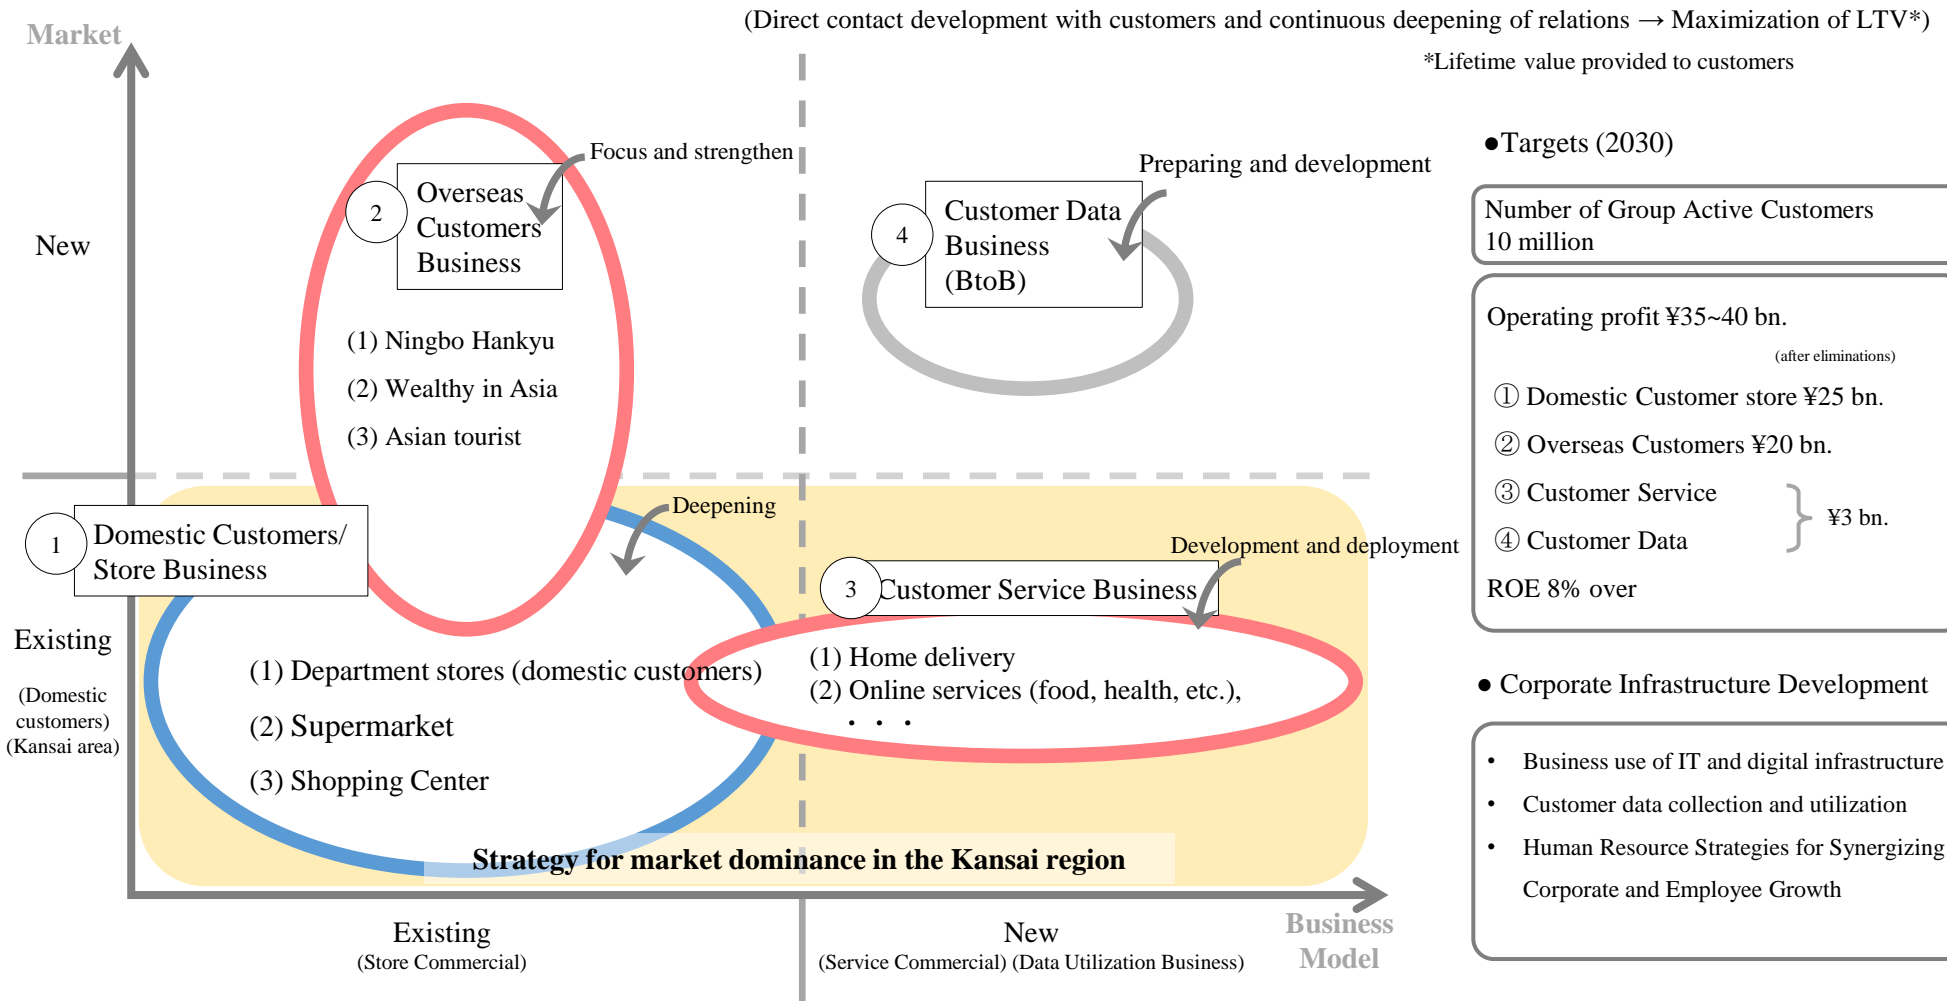 (Direct contact development with customers and continuous deepening of relations → Maximization of LTV*)
*Lifetime value provided to customers
Market
New
Existing
(Domestic
customers)
(Kansai area)
2
Overseas
Customers
Business
Focus and strengthen
(1) Ningbo Hankyu
(2) Wealthy in Asia
(3) Asian tourist
4
Customer Data
Business
(BtoB)
Preparing and development
1
Domestic Customers/
Store Business
Deepening
(1) Department stores (domestic customers)
(2) Supermarket
(3) Shopping Center
3
Customer Service Business
Development and deployment
(1) Home delivery
(2) Online services (food, health, etc.),
・・・
Strategy for market dominance in the Kansai region
Existing
(Store Commercial)
New
(Service Commercial) (Data Utilization Business)
Business
Model
●Targets (2030)
Number of Group Active Customers
10 million
Operating profit ¥35~40 bn.
(after eliminations)
① Domestic Customer store ¥25 bn.
② Overseas Customers ¥20 bn.
③ Customer Service
④ Customer Data
¥3 bn.
ROE 8% over
● Corporate Infrastructure Development
• Business use of IT and digital infrastructure
• Customer data collection and utilization
• Human Resource Strategies for Synergizing
Corporate and Employee Growth